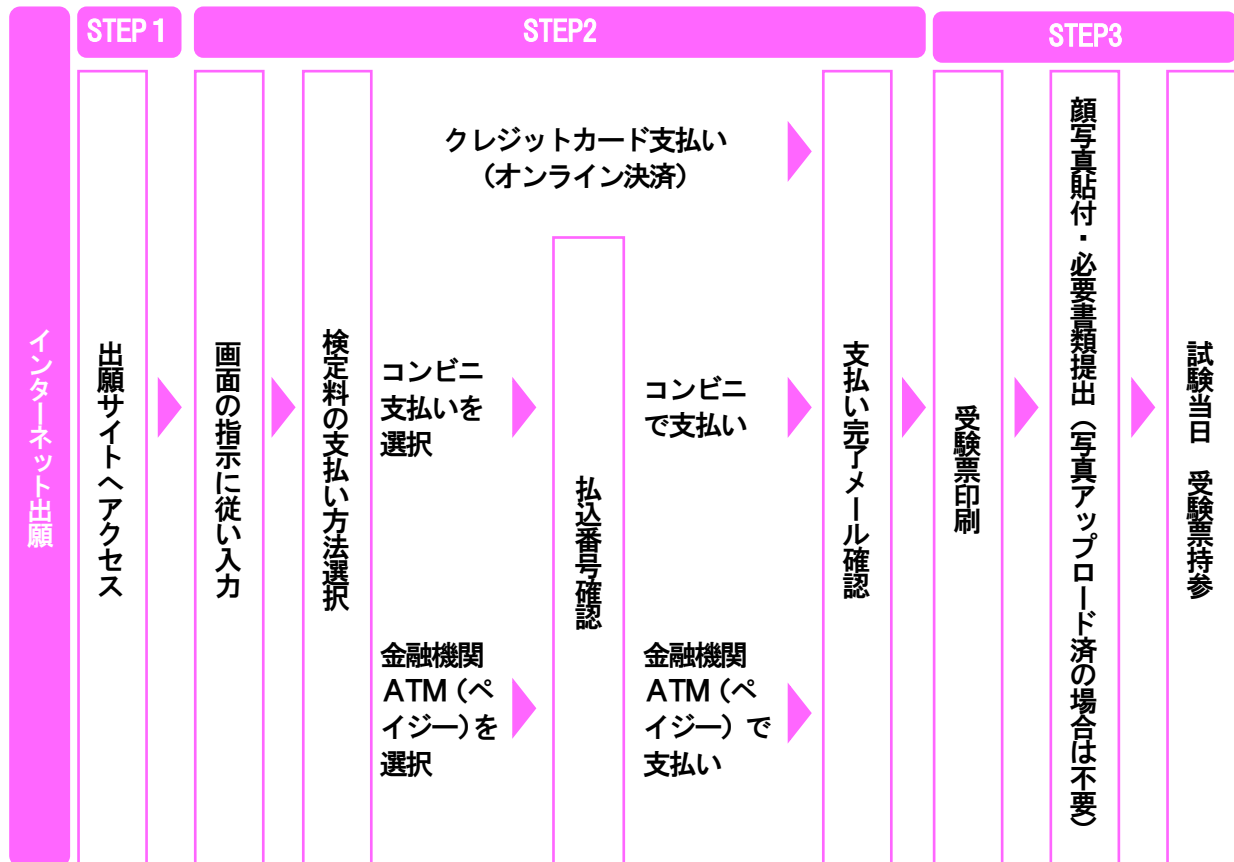 STEP 1
STEP2
STEP3
インターネット出願
出願サイトへアクセス
画面の指示に従い入力
検定料の支払い方法選択
クレジットカード支払い
（オンライン決済）
コンビニ
支払いを
選択
金融機関
ATM（ペ
イジー）を
選択
払込番号確認
コンビニ
で支払い
金融機関
ATM（ペ
イジー）で
支払い
支払い完了メール確認
受験票印刷
顔写真貼付・必要書類提出（写真アップロード済の場合は不要）
試験当日　受験票持参